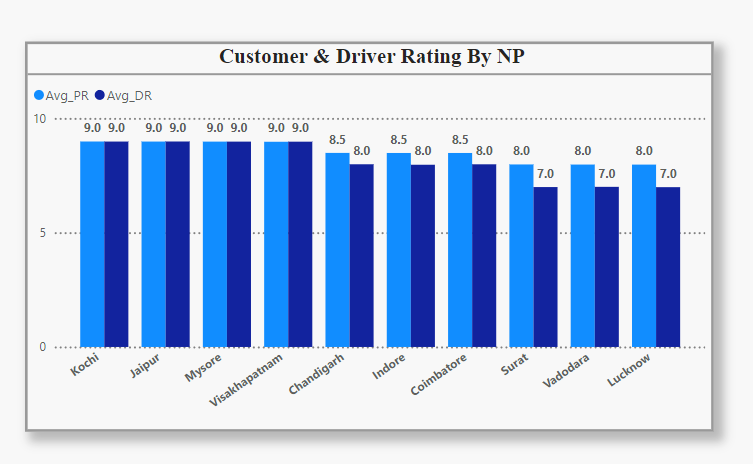 Customer & Driver Rating By NP
Avg_PR Avg_DR
10
9.0 9.0 9.0 9.0 9.0 9.0 9.0 9.0 8.5 8.0 8.5 8.0 8.5 8.0 8.0 7.0 8.0 7.0 8.0 7.0
5
0
Kochi Jaipur Mysore Visakhapatnam Chandigarh Indore Coimbatore Surat Vadodara Lucknow